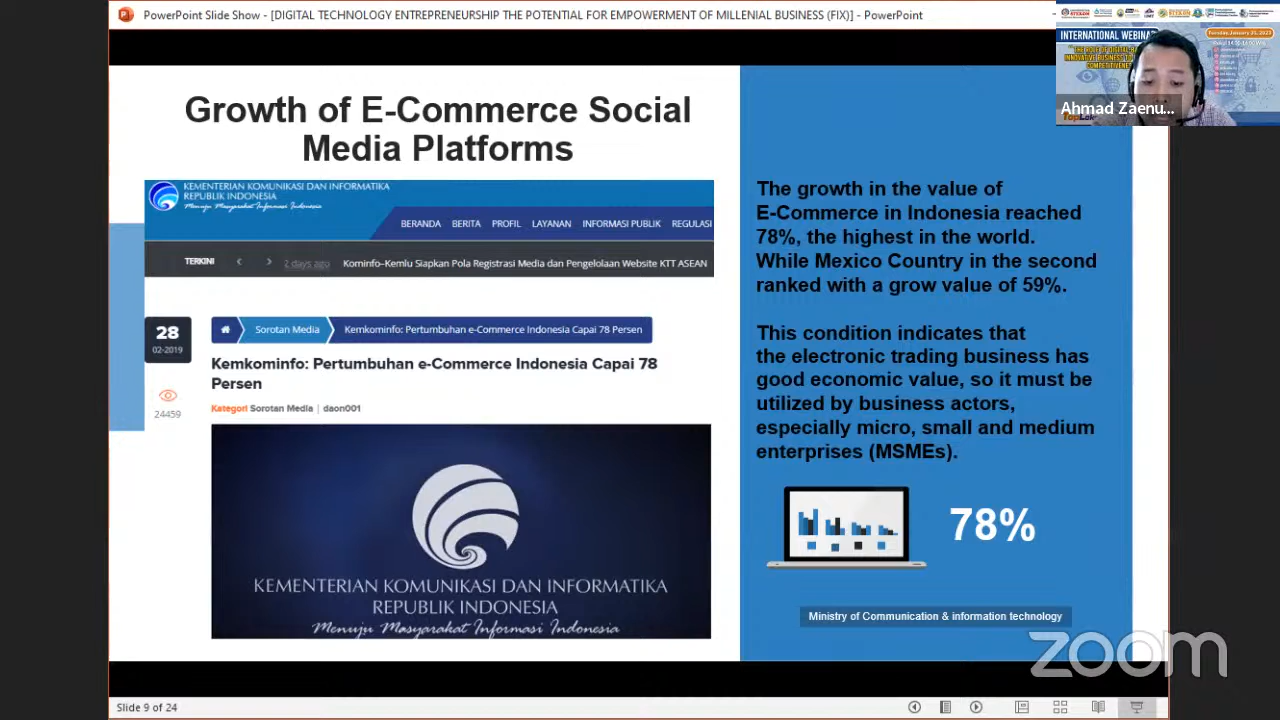 PowerPoint Slide Show - [DIGITAL TECHNOLOGY ENTREPRENEURSHIP THE POTENTIAL FOR EMPOWERMENT OF MILLENIAL BUSINESS (FIX)] - PowerPoint
INTERNATIONAL WEBINAR
Ahmad Zaenu...
Growth of E-Commerce Social
Media Platforms
KEMENTERIAN KOMUNIKASI DAN INFORMATIKA
REPUBLIK INDONESIA
Menuju Masyarakat Informasi Indonesia
BERANDA BERITA PROFIL LAYANAN INFORMASI PUBLIK REGULASI
TERKINI < > 2 days ago Kominfo-Kemlu Siapkan Pola Registrasi Media dan Pengelolaan Website KTT ASEAN
28
02-2019
24459
Sorotan Media Kemkominfo: Pertumbuhan e-Commerce Indonesia Capai 78 Persen
Kemkominfo: Pertumbuhan e-Commerce Indonesia Capai 78
Persen
Kategori Sorotan Media | daon001
KEMENTERIAN KOMUNIKASI DAN INFORMATIKA
REPUBLIK INDONESIA
Menuju Masyarakat Informasi Indonesia
The growth in the value of
E-Commerce in Indonesia reached
78%, the highest in the world.
While Mexico Country in the second
ranked with a grow value of 59%.
This condition indicates that
the electronic trading business has
good economic value, so it must be
utilized by business actors,
especially micro, small and medium
enterprises (MSMEs).
78%
Ministry of Communication & information technology
zoom
Slide 9 of 24